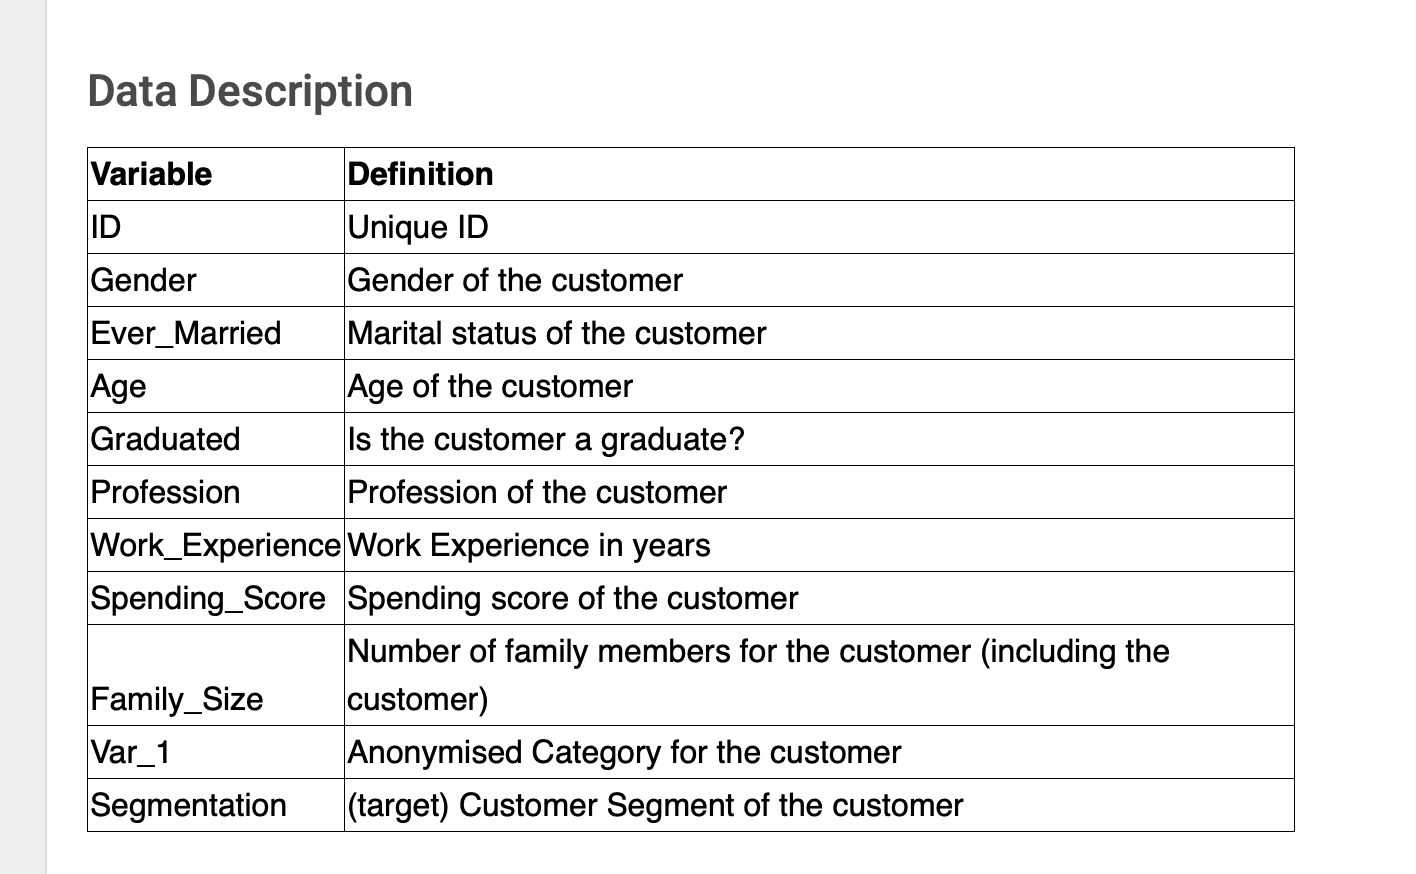 Data Description
Variable Definition
ID Unique ID
Gender Gender of the customer
Ever_Married Marital status of the customer
Age Age of the customer
Graduated Is the customer a graduate?
Profession Profession of the customer
Work_Experience Work Experience in years
Spending_Score Spending score of the customer
Number of family members for the customer (including the
Family_Size customer)
Var_1 Anonymised Category for the customer
Segmentation (target) Customer Segment of the customer